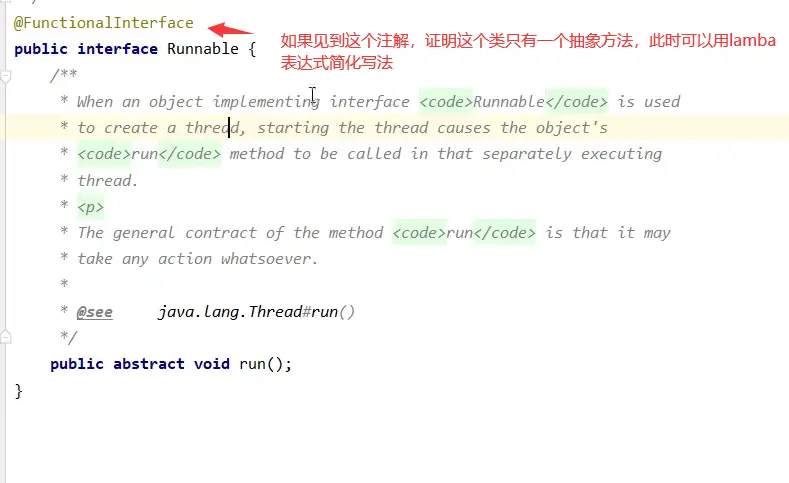 @FunctionalInterface
如果见到这个注解，证明这个类只有一个抽象方法，此时可以用lamba
表达式简化写法
public interface Runnable {
/**
* When an object implementing interface <code>Runnable</code> is used
* to create a thread, starting the thread causes the object's
* <code>run</code> method to be called in that separately executing
* thread.
* <p>
* The general contract of the method <code>run</code> is that it may
* take any action whatsoever.
*
* @see     java.lang.Thread#run()
*/
public abstract void run();
}